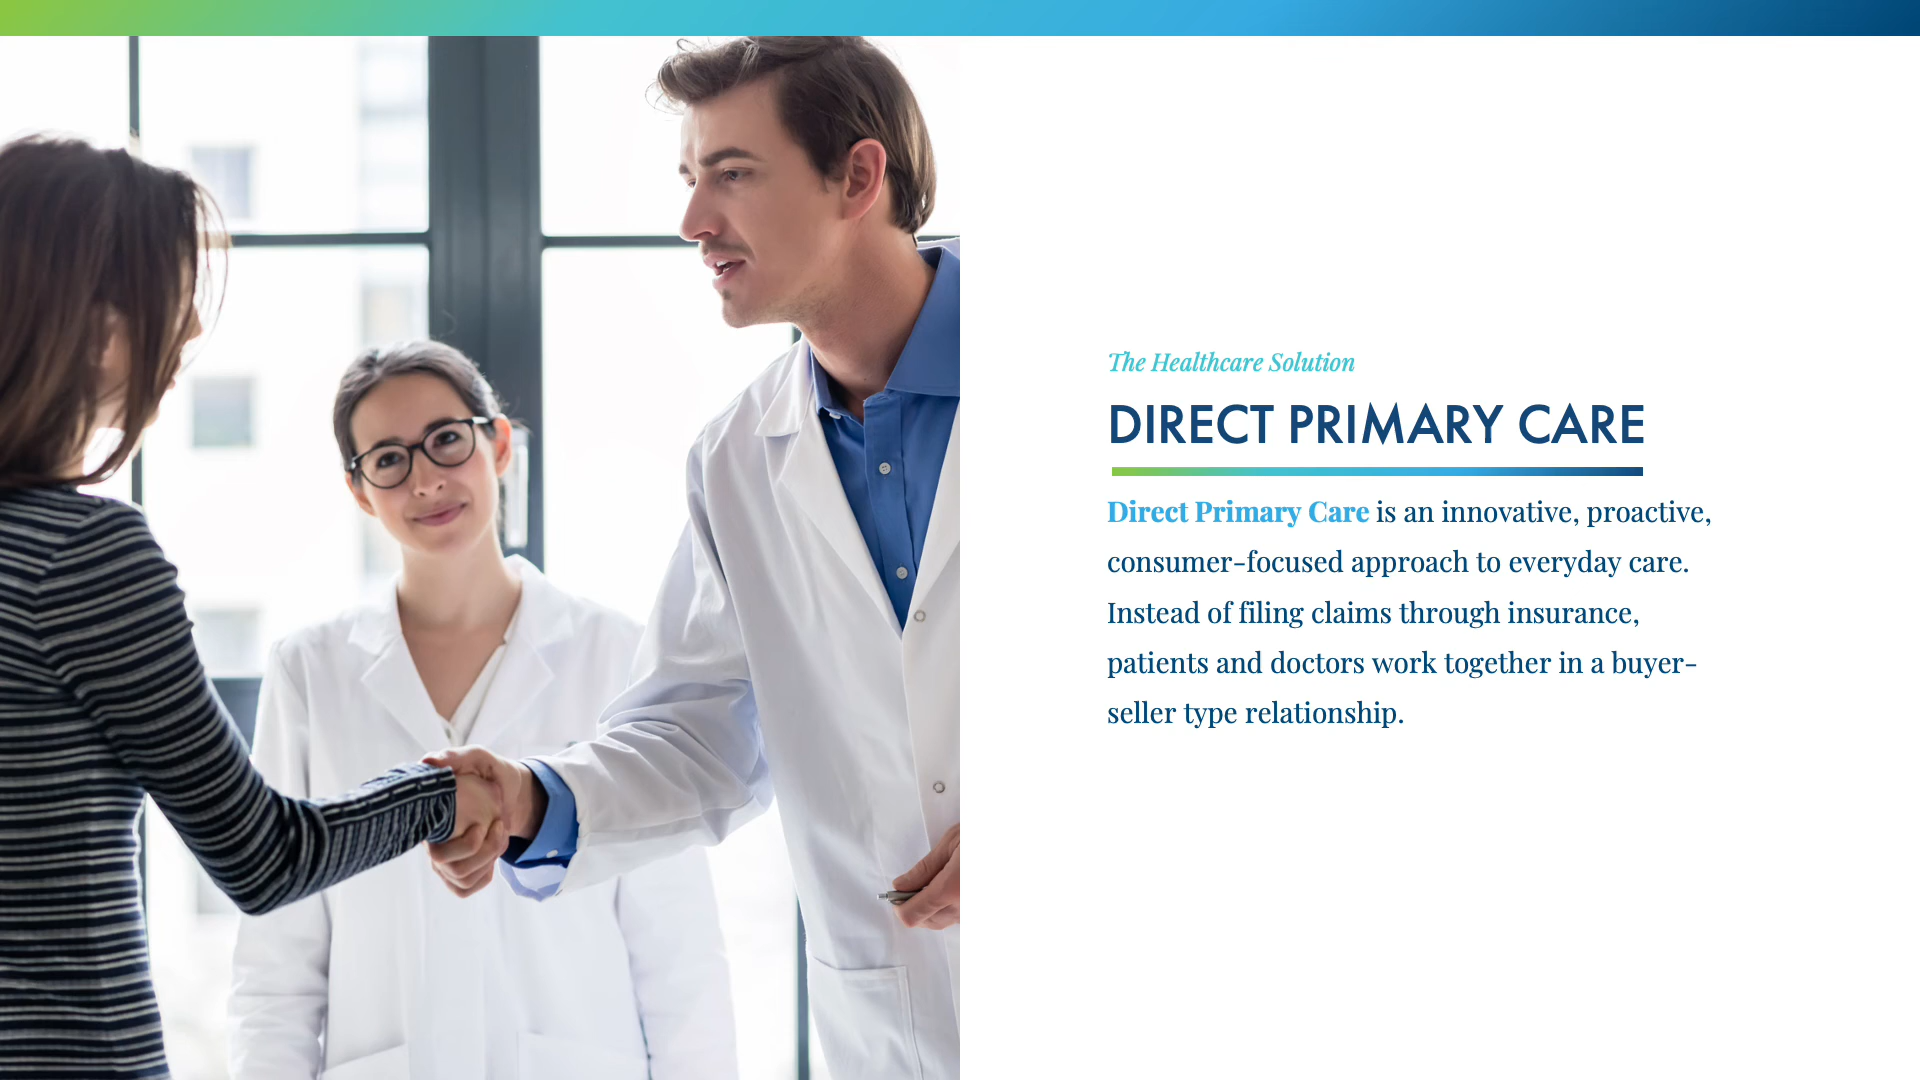 The Healthcare Solution
DIRECT PRIMARY CARE
Direct Primary Care is an innovative, proactive,
consumer-focused approach to everyday care.
Instead of filing claims through insurance,
patients and doctors work together in a buyer-
seller type relationship.